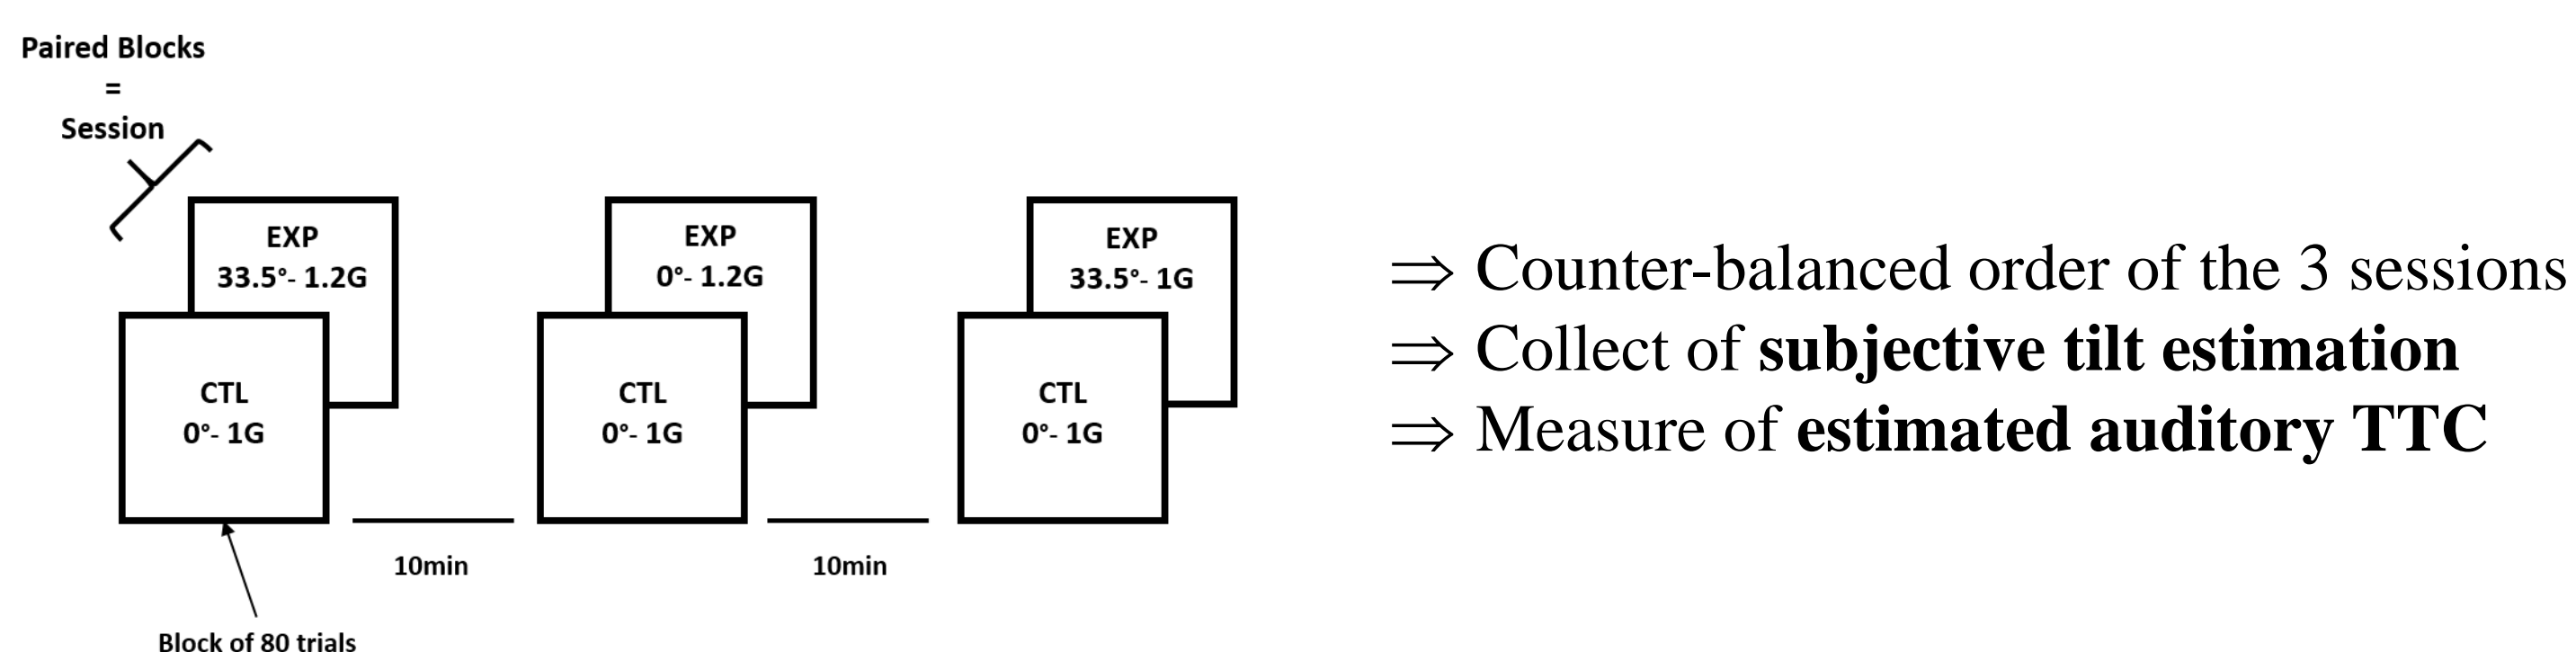 Paired Blocks
=
Session
EXP
33.5°- 1.2G
CTL
0°- 1G
Block of 80 trials
10min
EXP
0°- 1.2G
CTL
0°- 1G
10min
EXP
33.5°- 1G
CTL
0°- 1G
⇒ Counter-balanced order of the 3 sessions
⇒ Collect of subjective tilt estimation
⇒ Measure of estimated auditory TTC